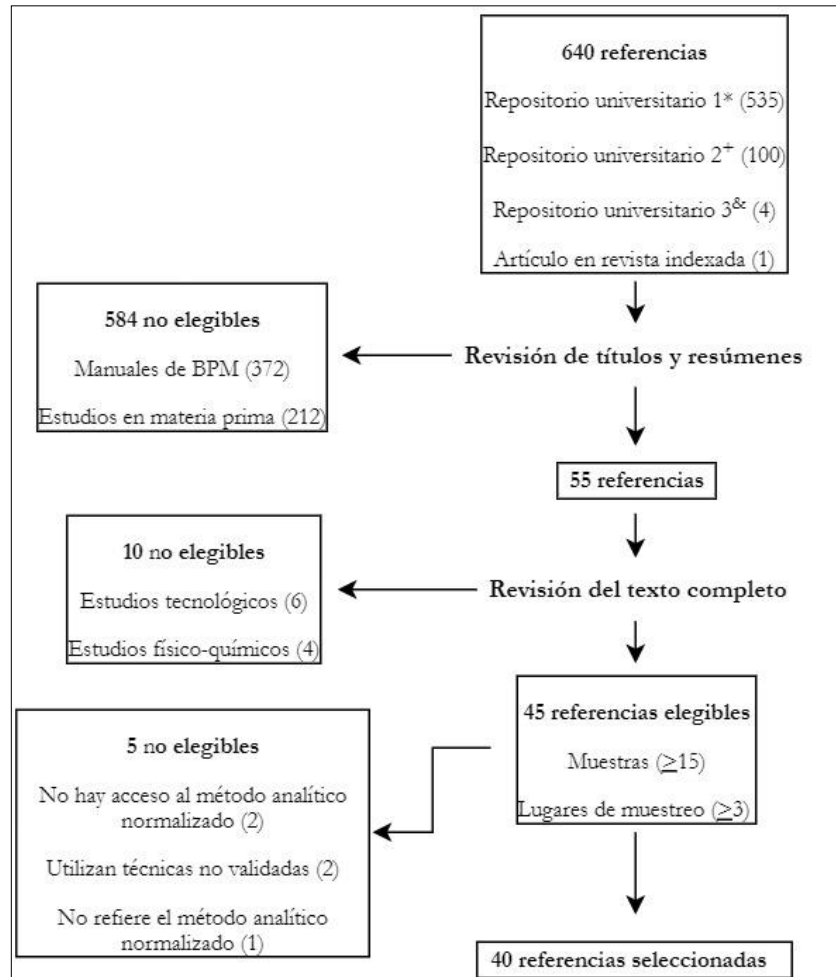 640 referencias
Repositorio universitario 1* (535)
Repositorio universitario 2+ (100)
Repositorio universitario 3& (4)
Artículo en revista indexada (1)
584 no elegibles
Manuales de BPM (372)
Estudios en materia prima (212)
Revisión de títulos y resúmenes
55 referencias
10 no elegibles
Estudios tecnológicos (6)
Estudios físico-químicos (4)
Revisión del texto completo
45 referencias elegibles
Muestras (≥15)
Lugares de muestreo (≥3)
5 no elegibles
No hay acceso al método analítico
normalizado (2)
Utilizan técnicas no validadas (2)
No refiere el método analítico
normalizado (1)
40 referencias seleccionadas